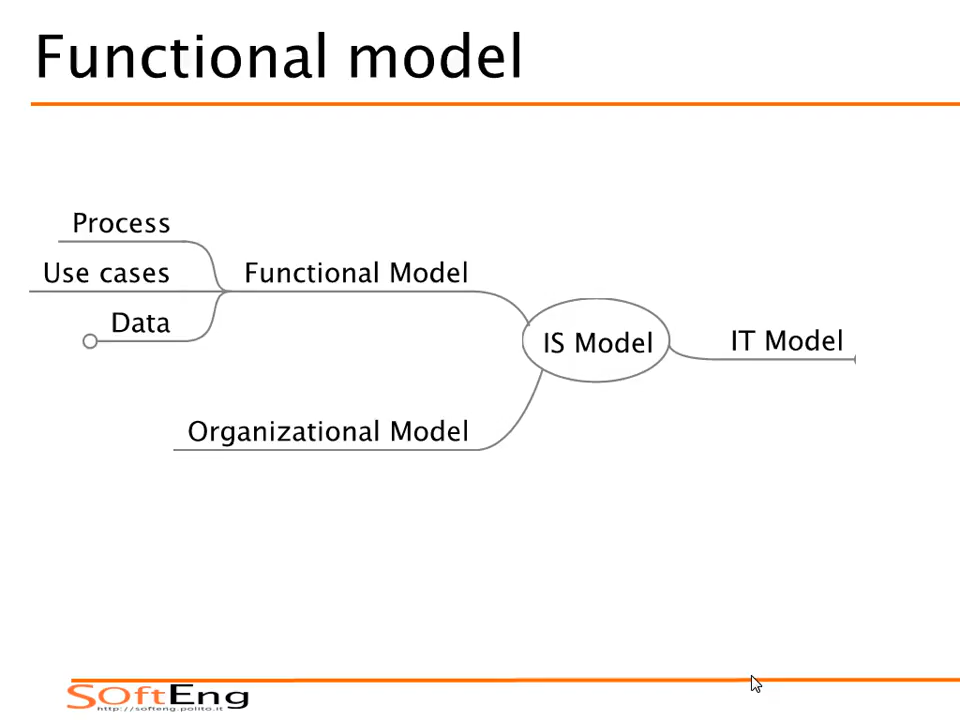 Functional model
Process
Use cases
Functional Model
Data
IS Model
IT Model
Organizational Model
SoftEng
http://softeng.polito.it